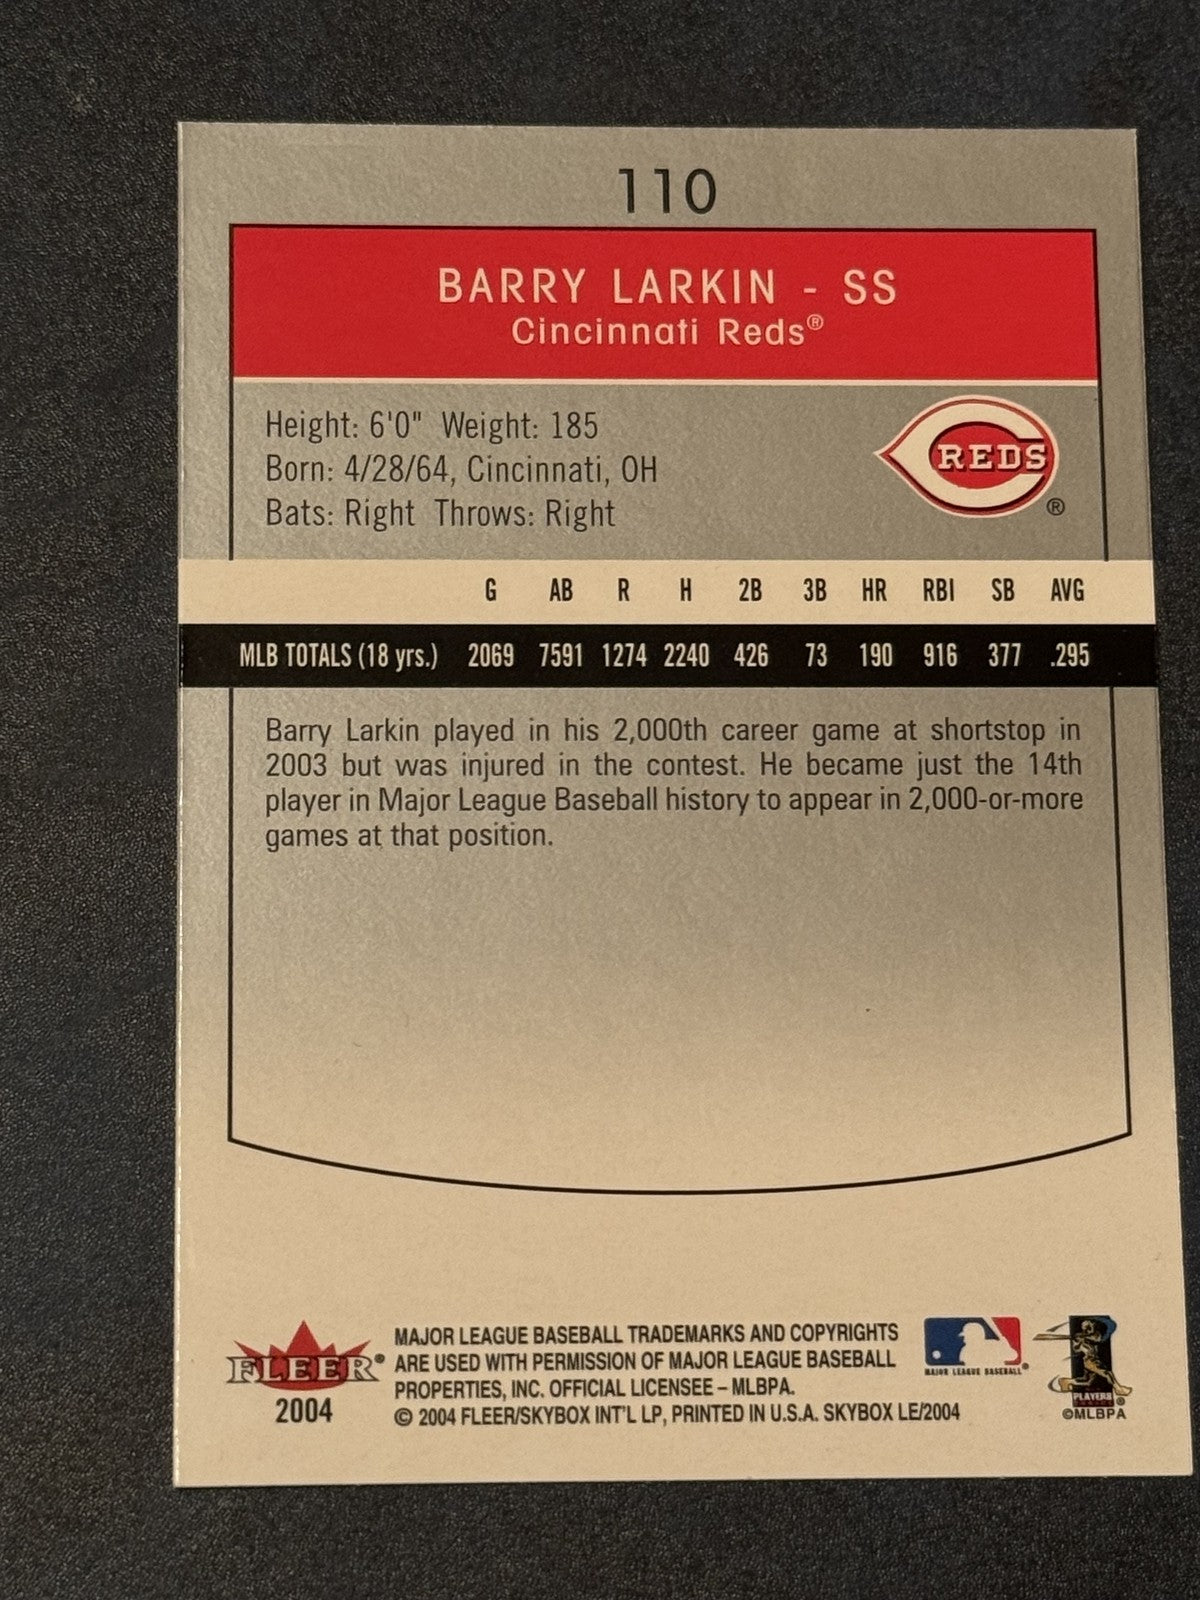 110
BARRY LARKIN - SS
Cincinnati Reds®
Height: 6'0" Weight: 185
Born: 4/28/64, Cincinnati, OH
Bats: Right Throws: Right
REDS
®
G AB R H 2B 3B HR RBI SB AVG
MLB TOTALS (18 yrs.) 2069 7591 1274 2240 426 73 190 916 377 .295
Barry Larkin played in his 2,000th career game at shortstop in
2003 but was injured in the contest. He became just the 14th
player in Major League Baseball history to appear in 2,000-or-more
games at that position.
FLEER®
2004
MAJOR LEAGUE BASEBALL TRADEMARKS AND COPYRIGHTS
ARE USED WITH PERMISSION OF MAJOR LEAGUE BASEBALL
PROPERTIES, INC. OFFICIAL LICENSEE – MLBPA.
© 2004 FLEER/SKYBOX INT'L LP, PRINTED IN U.S.A. SKYBOX LE/2004
MAJOR LEAGUE BASEBALL®
PLAYERS
®
©MLBPA